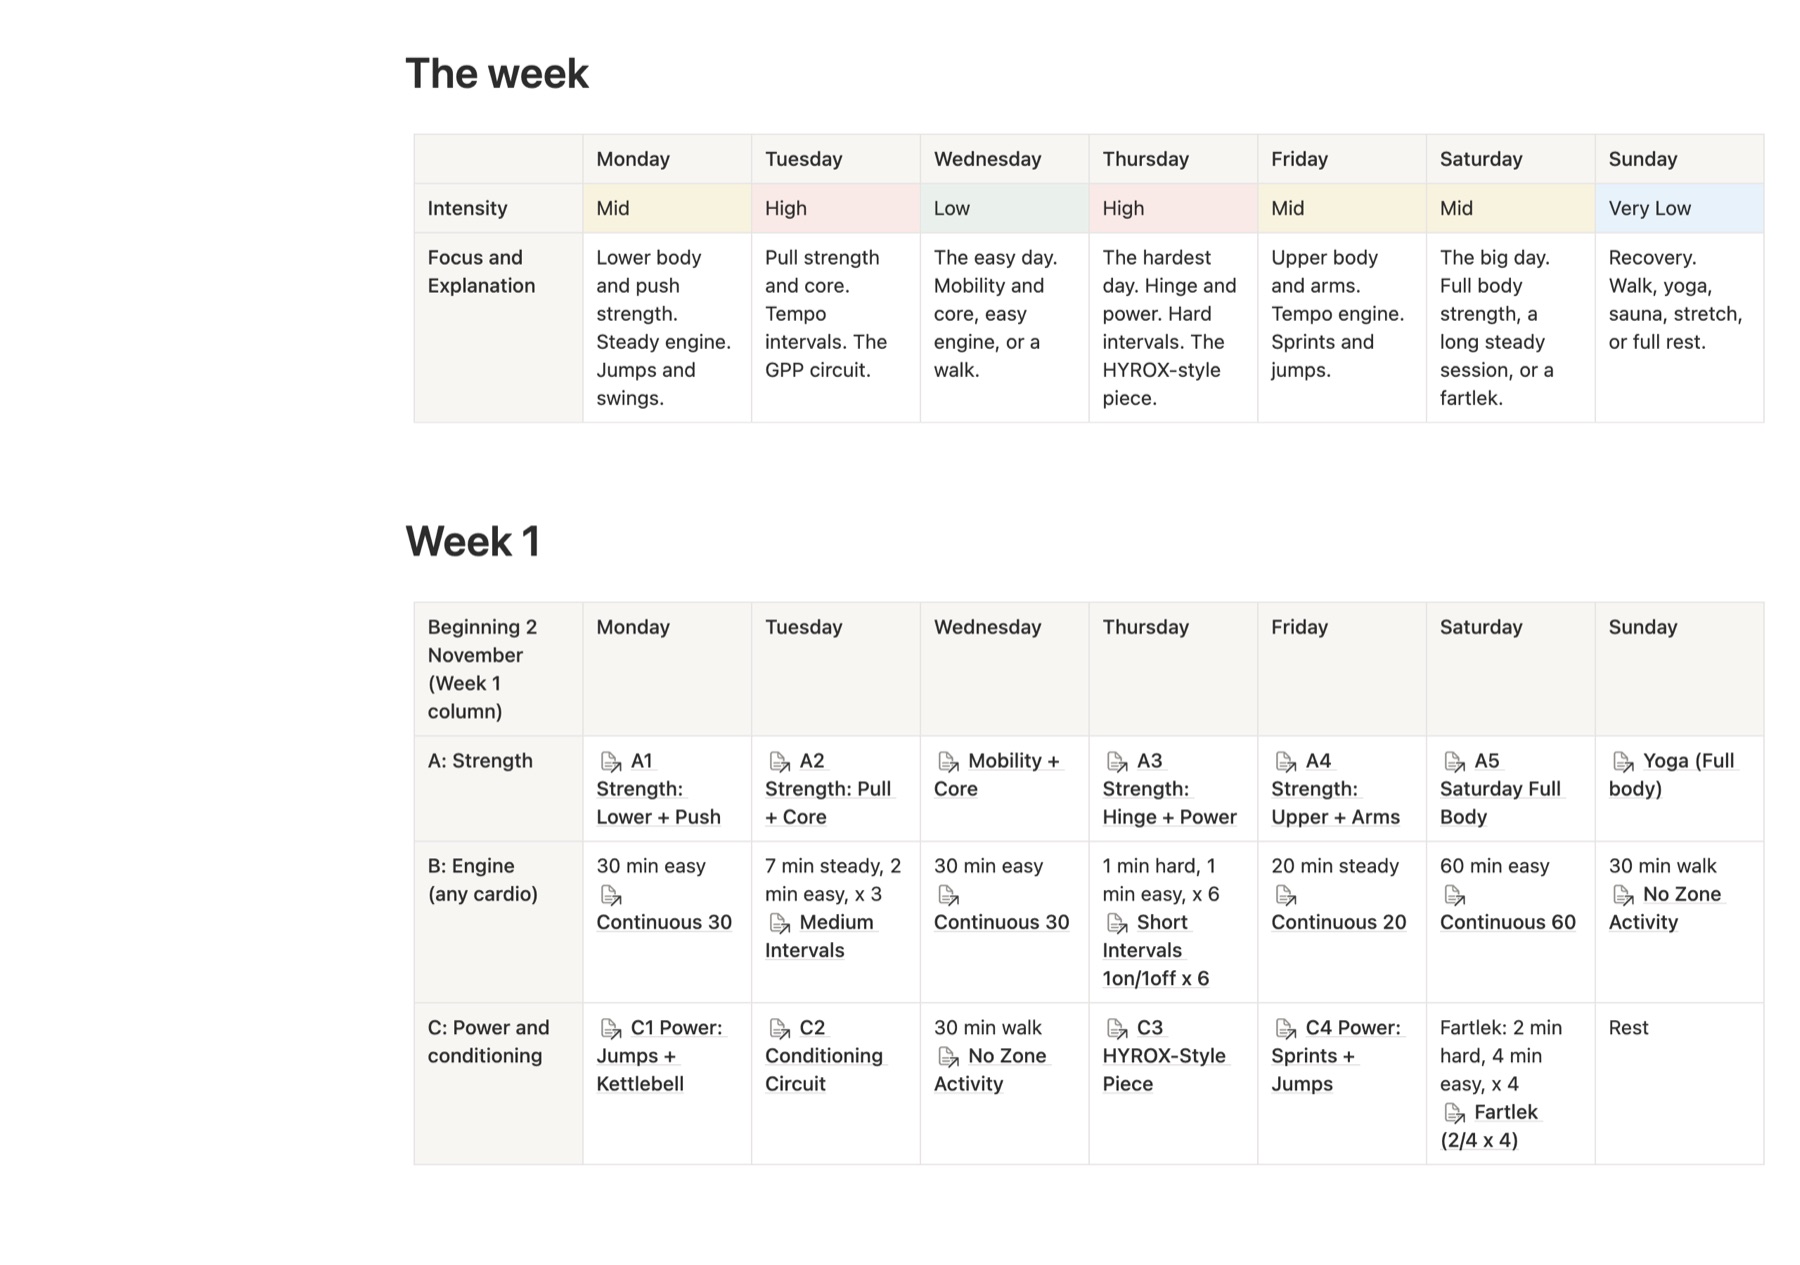 The week
Monday Tuesday Wednesday Thursday Friday Saturday Sunday
Intensity Mid High Low High Mid Mid Very Low
Focus and
Explanation
Lower body
and push
strength.
Steady engine.
Jumps and
swings.
Pull strength
and core.
Tempo
intervals. The
GPP circuit.
The easy day.
Mobility and
core, easy
engine, or a
walk.
The hardest
day. Hinge and
power. Hard
intervals. The
HYROX-style
piece.
Upper body
and arms.
Tempo engine.
Sprints and
jumps.
The big day.
Full body
strength, a
long steady
session, or a
fartlek.
Recovery.
Walk, yoga,
sauna, stretch,
or full rest.
Week 1
Beginning 2
November
(Week 1
column)
Monday Tuesday Wednesday Thursday Friday Saturday Sunday
A: Strength
A1
Strength:
Lower + Push
A2
Strength: Pull
+ Core
Mobility +
Core
A3
Strength:
Hinge + Power
A4
Strength:
Upper + Arms
A5
Saturday Full
Body
Yoga (Full
body)
B: Engine
(any cardio)
30 min easy
Continuous 30
7 min steady, 2
min easy, x 3
Medium
Intervals
30 min easy
Continuous 30
1 min hard, 1
min easy, x 6
Short
Intervals
1on/1off x 6
20 min steady
Continuous 20
60 min easy
Continuous 60
30 min walk
No Zone
Activity
C: Power and
conditioning
C1 Power:
Jumps +
Kettlebell
C2
Conditioning
Circuit
30 min walk
No Zone
Activity
C3
HYROX-Style
Piece
C4 Power:
Sprints +
Jumps
Fartlek: 2 min
hard, 4 min
easy, x 4
Fartlek
(2/4 x 4)
Rest